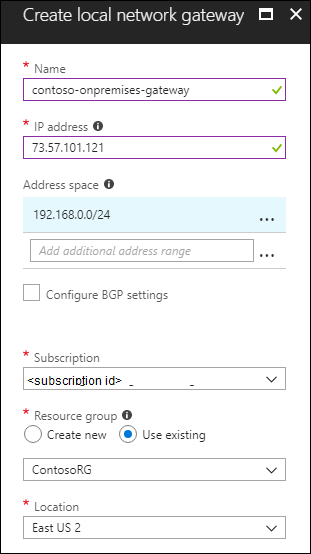 Create local network gateway
* Name
contoso-onpremises-gateway
* IP address
73.57.101.121
Address space
192.168.0.0/24
...
Add additional address range
...
Configure BGP settings
* Subscription
<subscription id>
* Resource group
Create new
Use existing
ContosoRG
* Location
East US 2